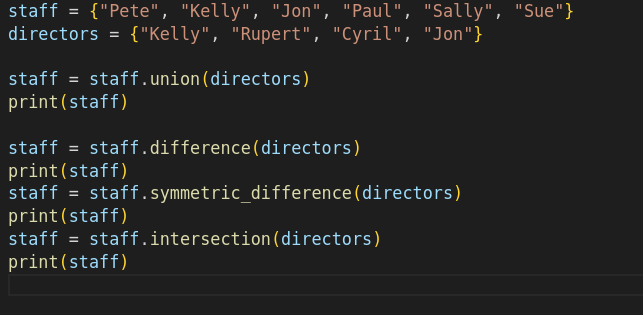 staff = {"Pete", "Kelly", "Jon", "Paul", "Sally", "Sue"}
directors = {"Kelly", "Rupert", "Cyril", "Jon"}
staff = staff.union(directors)
print(staff)
staff = staff.difference(directors)
print(staff)
staff = staff.symmetric_difference(directors)
print(staff)
staff = staff.intersection(directors)
print(staff)